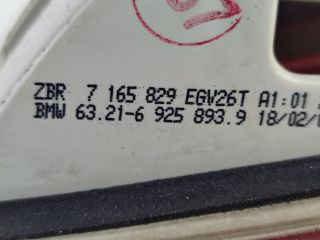 ZBR 7 165 829 EGV26T A1:01
BMW 63.21-6 925 893.9 18/02/